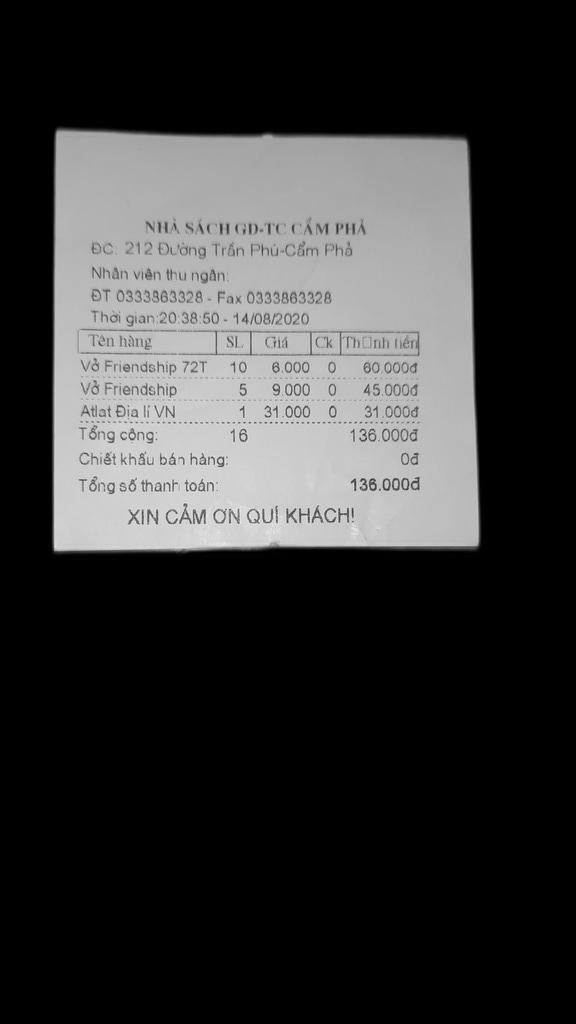 NHÀ SÁCH GD-TC CẨM PHẢ
ĐC. 212 Đường Trần Phú-Cẩm Phả
Nhân viên thu ngân:
ĐT 0333863328 - Fax 0333863328
Thời gian:20:38:50 - 14/08/2020
Tên hàng SL Giá Ck Th□nh tiền
Vở Friendship 72T 10 6.000 0 60.000đ
Vở Friendship 5 9.000 0 45.000đ
Atlat Địa lí VN 1 31.000 0 31.000đ
Tổng cộng: 16 136.000đ
Chiết khấu bán hàng: 0đ
Tổng số thanh toán: 136.000đ
XIN CẢM ƠN QUÍ KHÁCH!